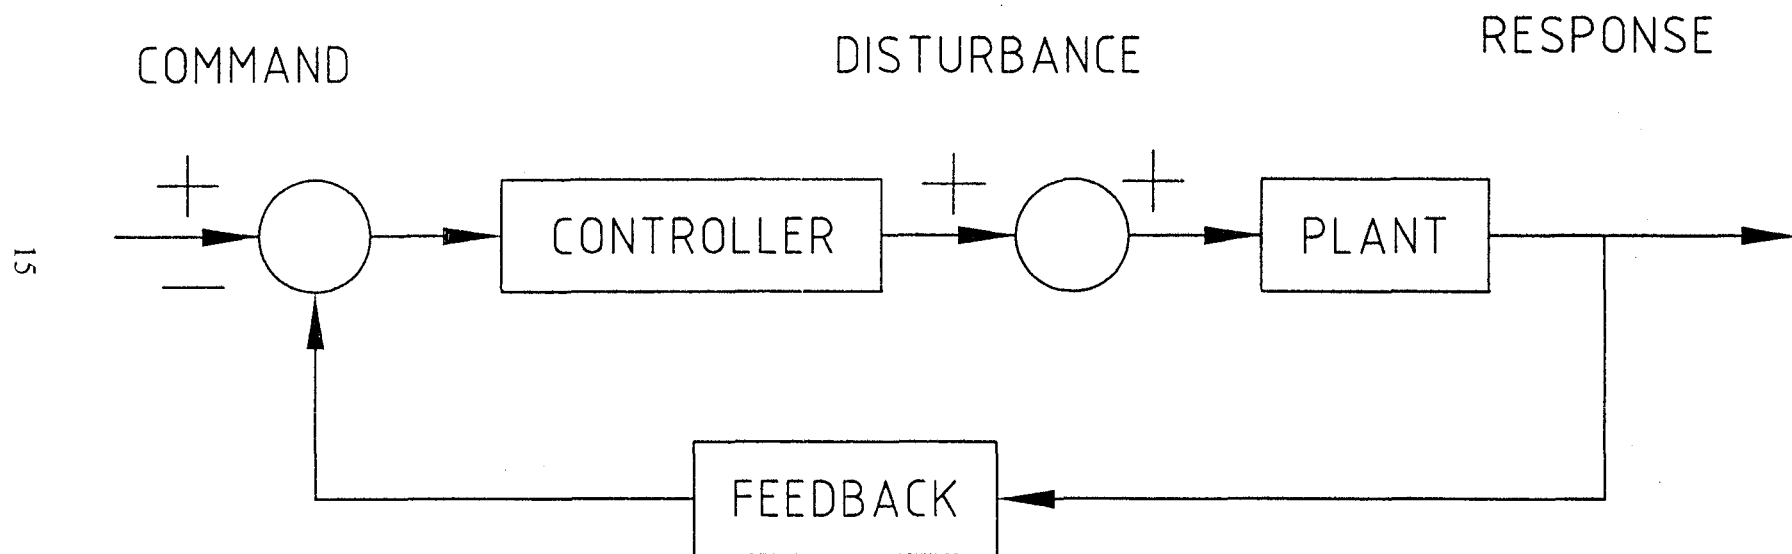 COMMAND
DISTURBANCE
RESPONSE
+
+
+
CONTROLLER
PLANT
15
—
FEEDBACK